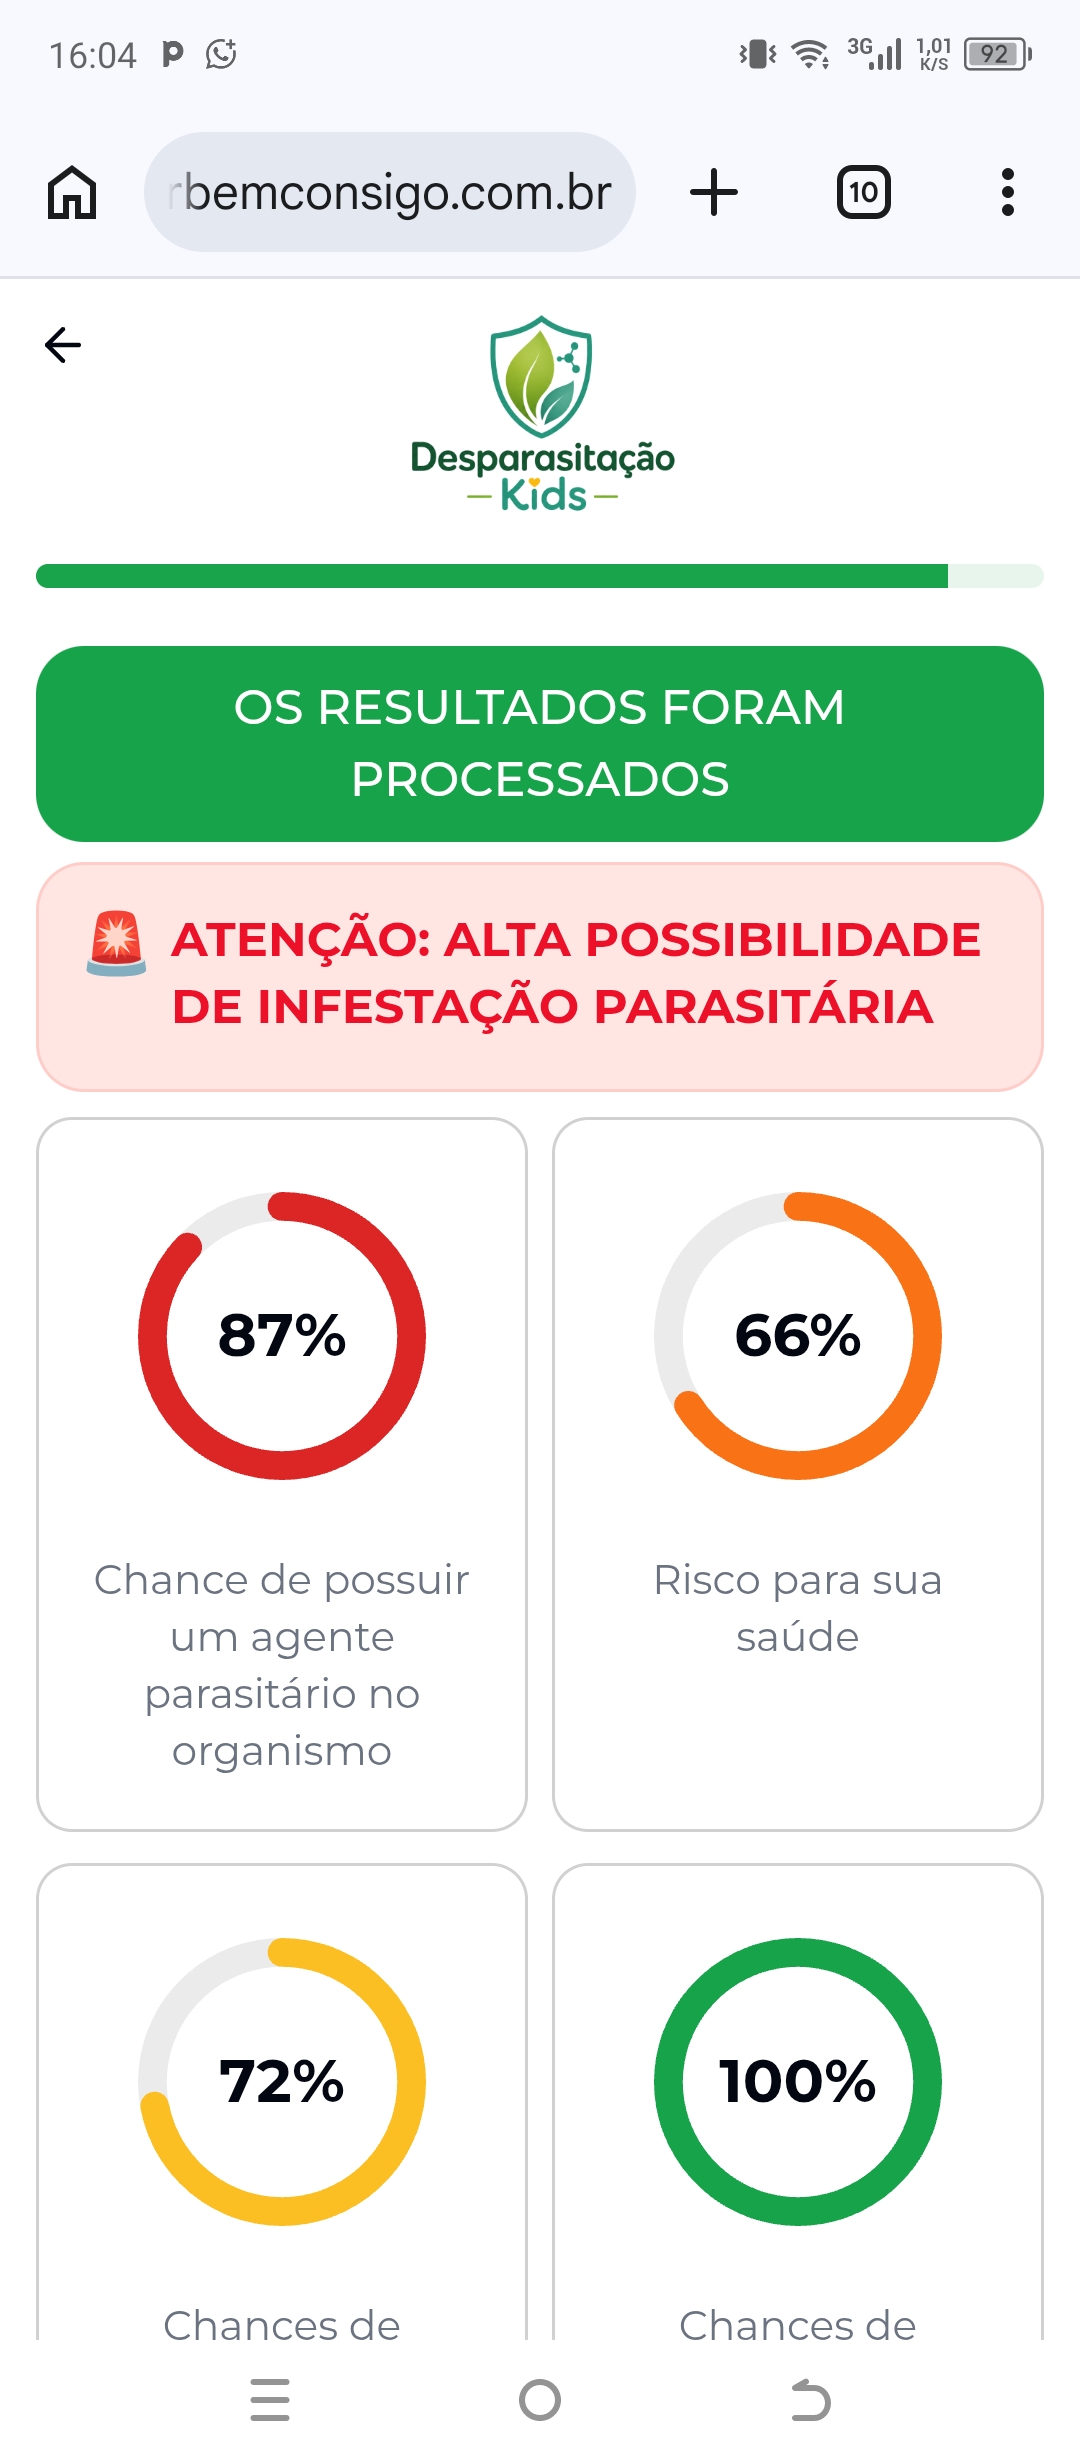 16:04
3G
1,01
K/S
92
rbemconsigo.com.br
10
Desparasitação
Kids
OS RESULTADOS FORAM
PROCESSADOS
ATENÇÃO: ALTA POSSIBILIDADE
DE INFESTAÇÃO PARASITÁRIA
87%
Chance de possuir
um agente
parasitário no
organismo
66%
Risco para sua
saúde
72%
Chances de
100%
Chances de